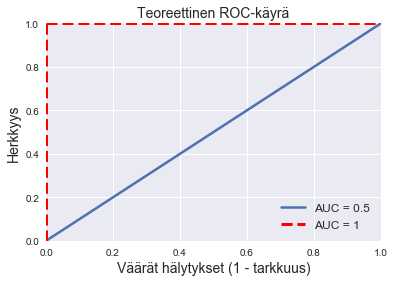 Teoreettinen ROC-käyrä
Herkkyys
1.0
0.8
0.6
0.4
0.2
0.0
0.0 0.2 0.4 0.6 0.8 1.0
Väärät hälytykset (1 - tarkkuus)
AUC = 0.5
AUC = 1